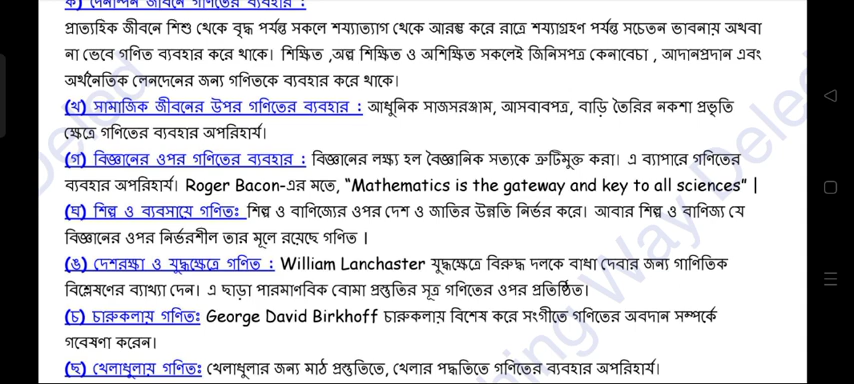 ক) দৈনন্দিন জীবনে গণিতের ব্যবহার :
প্রাত্যহিক জীবনে শিশু থেকে বৃদ্ধ পর্যন্ত সকলে শয্যাত্যাগ থেকে আরম্ভ করে রাত্রে শয্যাগ্রহণ পর্যন্ত সচেতন ভাবনায় অথবা
না ভেবে গণিত ব্যবহার করে থাকে। শিক্ষিত ,অল্প শিক্ষিত ও অশিক্ষিত সকলেই জিনিসপত্র কেনাবেচা , আদানপ্রদান এবং
অর্থনৈতিক লেনদেনের জন্য গণিতকে ব্যবহার করে থাকে।
(খ) সামাজিক জীবনের উপর গণিতের ব্যবহার : আধুনিক সাজসরঞ্জাম, আসবাবপত্র, বাড়ি তৈরির নকশা প্রভৃতি
ক্ষেত্রে গণিতের ব্যবহার অপরিহার্য।
(গ) বিজ্ঞানের ওপর গণিতের ব্যবহার : বিজ্ঞানের লক্ষ্য হল বৈজ্ঞানিক সত্যকে ত্রুটিমুক্ত করা। এ ব্যাপারে গণিতের
ব্যবহার অপরিহার্য। Roger Bacon-এর মতে, “Mathematics is the gateway and key to all sciences” |
(ঘ) শিল্প ও ব্যবসায়ে গণিতঃ শিল্প ও বাণিজ্যের ওপর দেশ ও জাতির উন্নতি নির্ভর করে। আবার শিল্প ও বাণিজ্য যে
বিজ্ঞানের ওপর নির্ভরশীল তার মূলে রয়েছে গণিত ।
(ঙ) দেশরক্ষা ও যুদ্ধক্ষেত্রে গণিত : William Lanchaster যুদ্ধক্ষেত্রে বিরুদ্ধ দলকে বাধা দেবার জন্য গাণিতিক
বিশ্লেষণের ব্যাখ্যা দেন। এ ছাড়া পারমাণবিক বোমা প্রস্তুতির সূত্র গণিতের ওপর প্রতিষ্ঠিত।
(চ) চারুকলায় গণিতঃ George David Birkhoff চারুকলায় বিশেষ করে সংগীতে গণিতের অবদান সম্পর্কে
গবেষণা করেন।
(ছ) খেলাধুলায় গণিতঃ খেলাধুলার জন্য মাঠ প্রস্তুতিতে, খেলার পদ্ধতিতে গণিতের ব্যবহার অপরিহার্য।